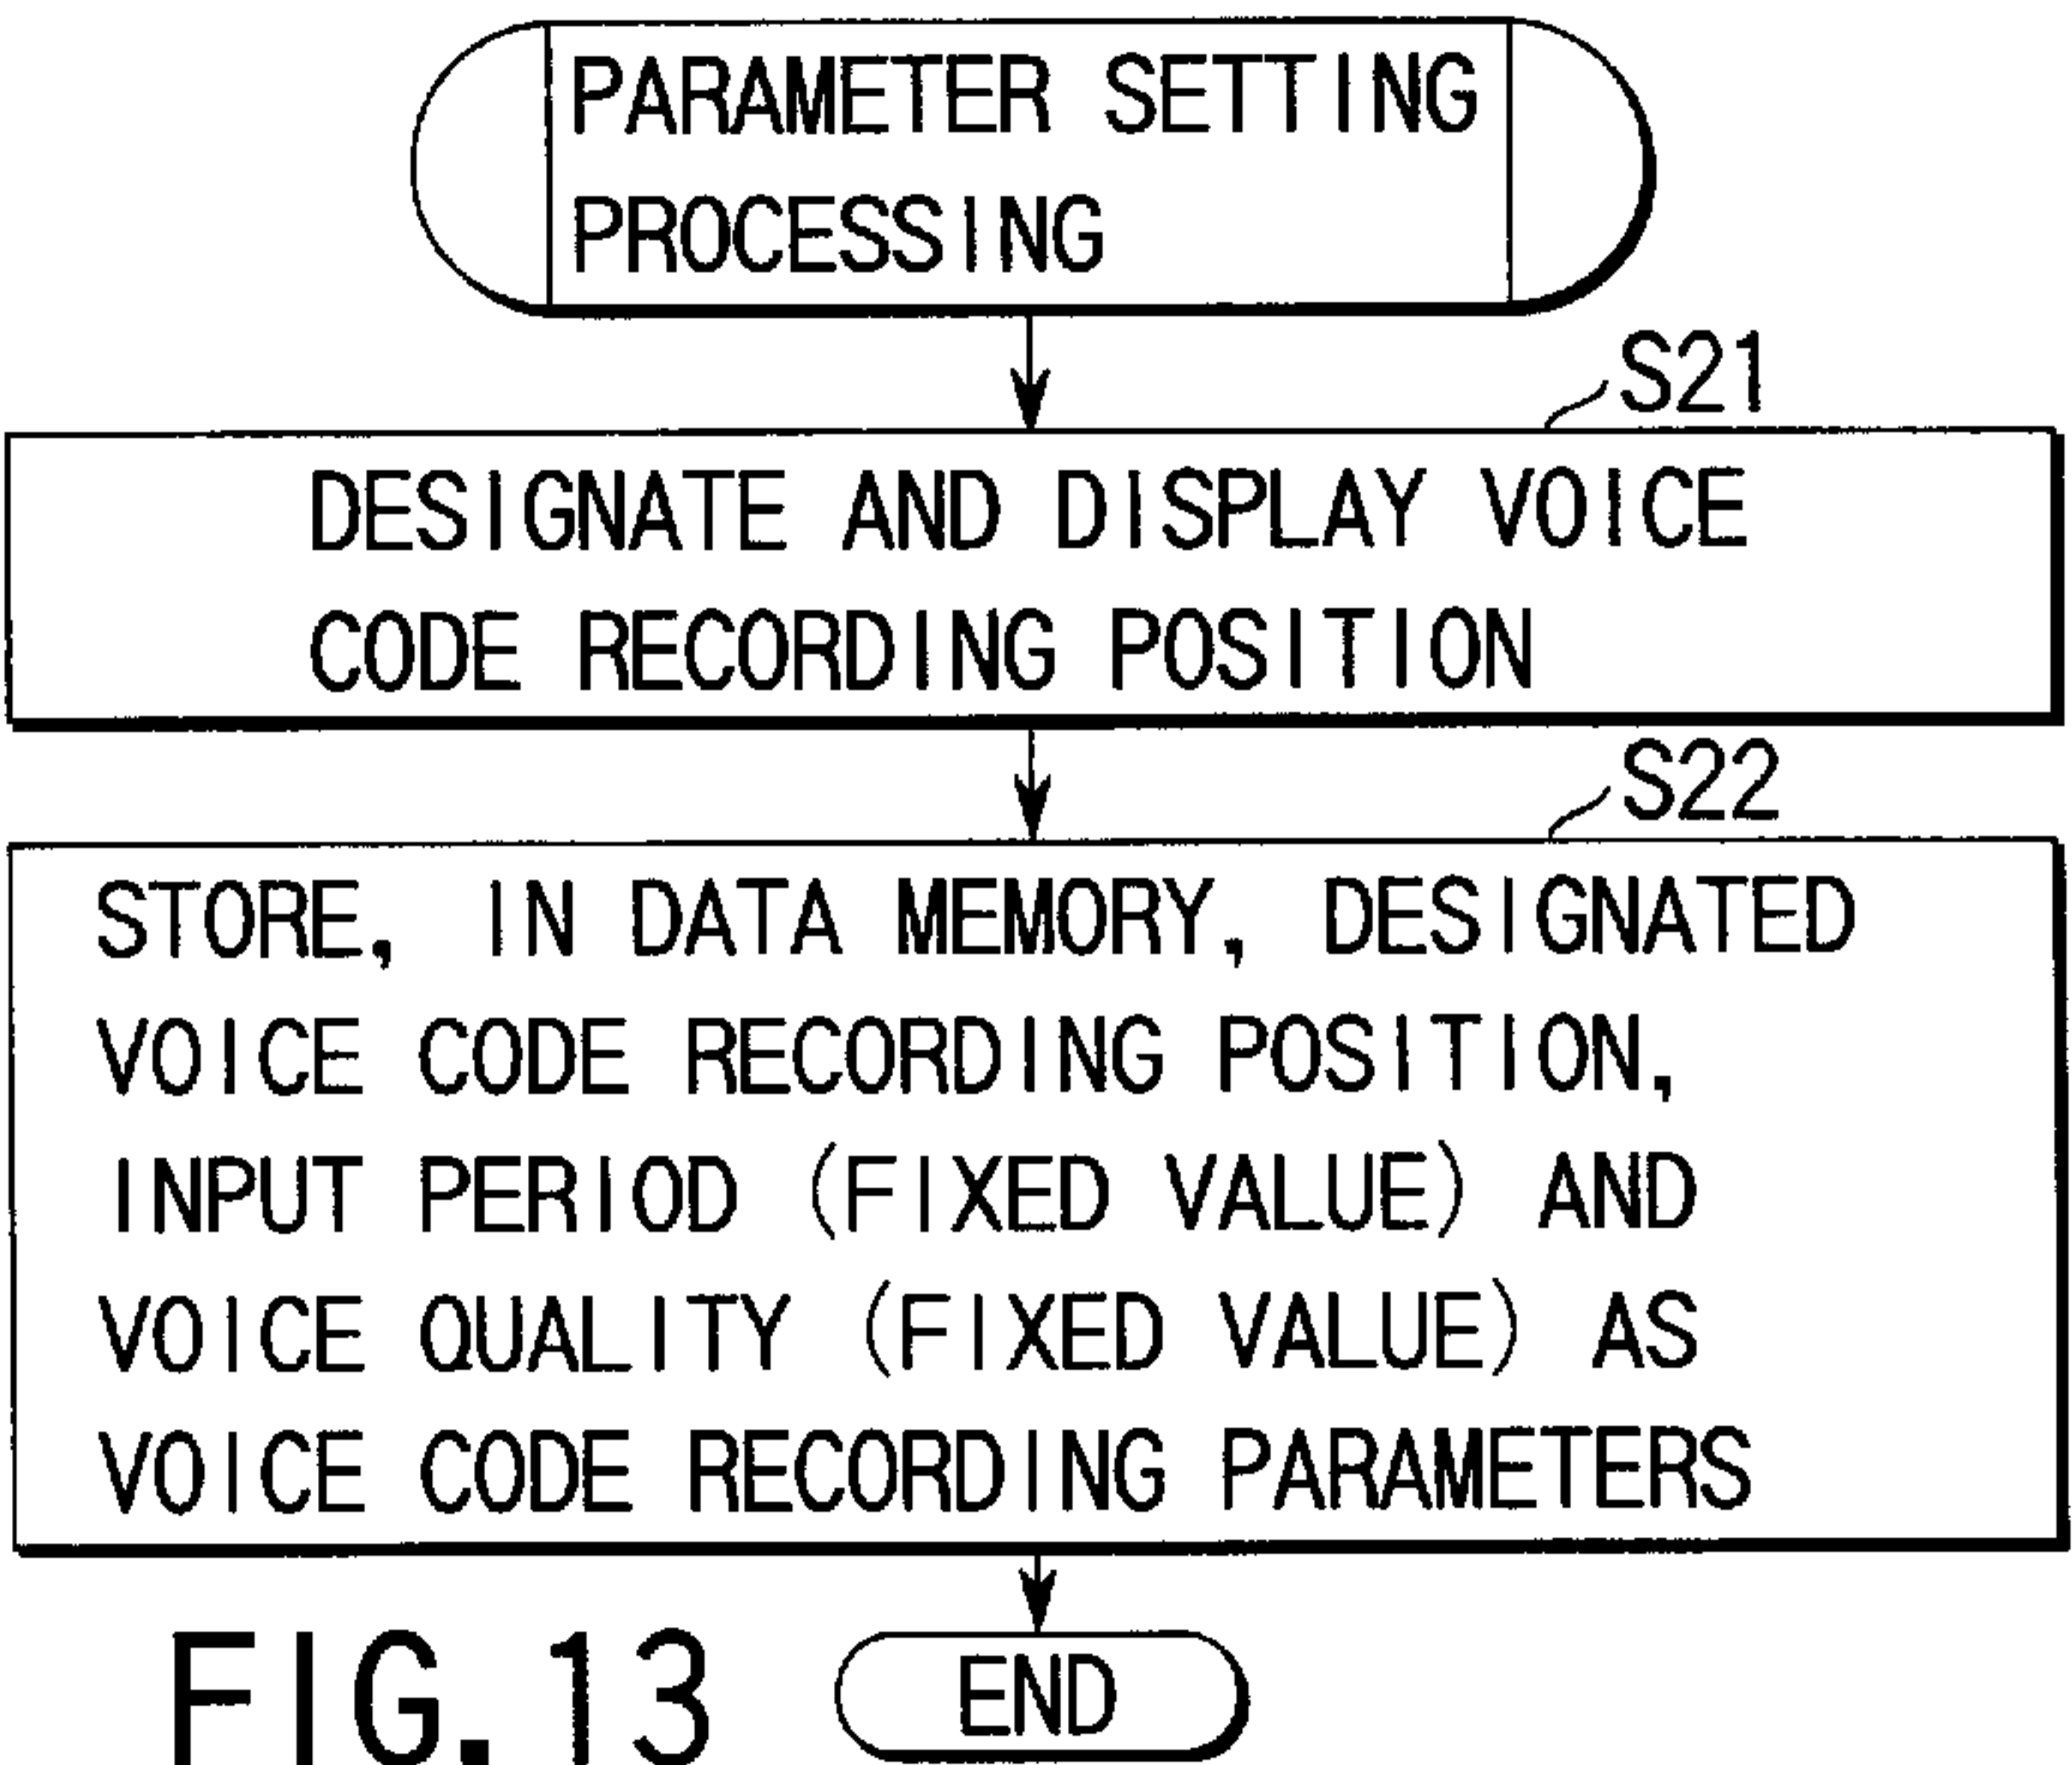 PARAMETER SETTING
PROCESSING
S21
DESIGNATE AND DISPLAY VOICE
CODE RECORDING POSITION
S22
STORE, IN DATA MEMORY, DESIGNATED
VOICE CODE RECORDING POSITION,
INPUT PERIOD (FIXED VALUE) AND
VOICE QUALITY (FIXED VALUE) AS
VOICE CODE RECORDING PARAMETERS
END
FIG. 13